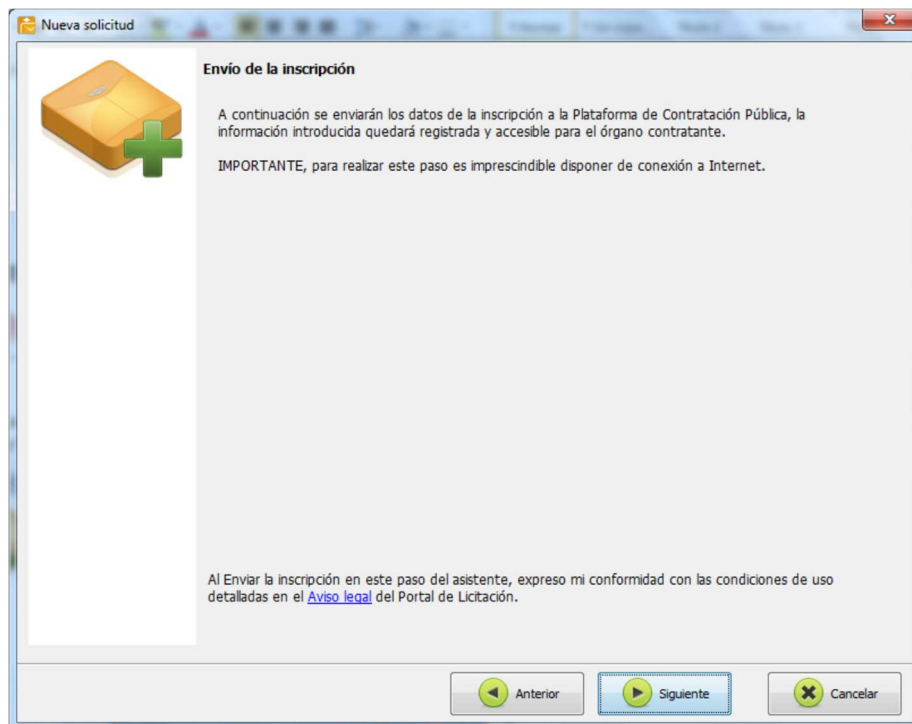 Nueva solicitud
Envío de la inscripción
A continuación se enviarán los datos de la inscripción a la Plataforma de Contratación Pública, la
información introducida quedará registrada y accesible para el órgano contratante.
IMPORTANTE, para realizar este paso es imprescindible disponer de conexión a Internet.
Al Enviar la inscripción en este paso del asistente, expreso mi conformidad con las condiciones de uso
detalladas en el Aviso legal del Portal de Licitación.
Anterior
Siguiente
Cancelar